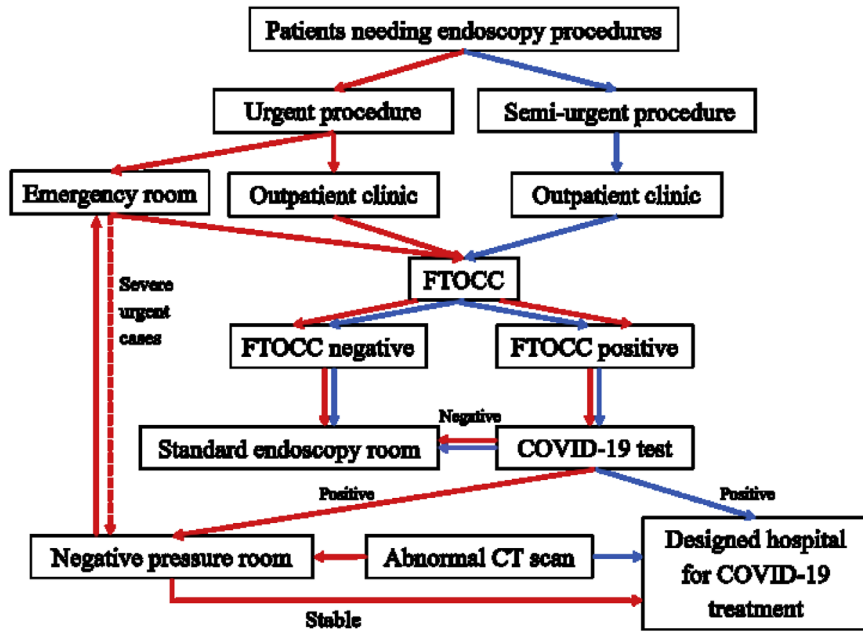 Patients needing endoscopy procedures
Urgent procedure
Semi-urgent procedure
Emergency room
Outpatient clinic
Outpatient clinic
FTOCC
Severe
urgent
cases
FTOCC negative
FTOCC positive
Negative
Standard endoscopy room
COVID-19 test
Positive
Positive
Negative pressure room
Abnormal CT scan
Designed hospital
for COVID-19
treatment
Stable